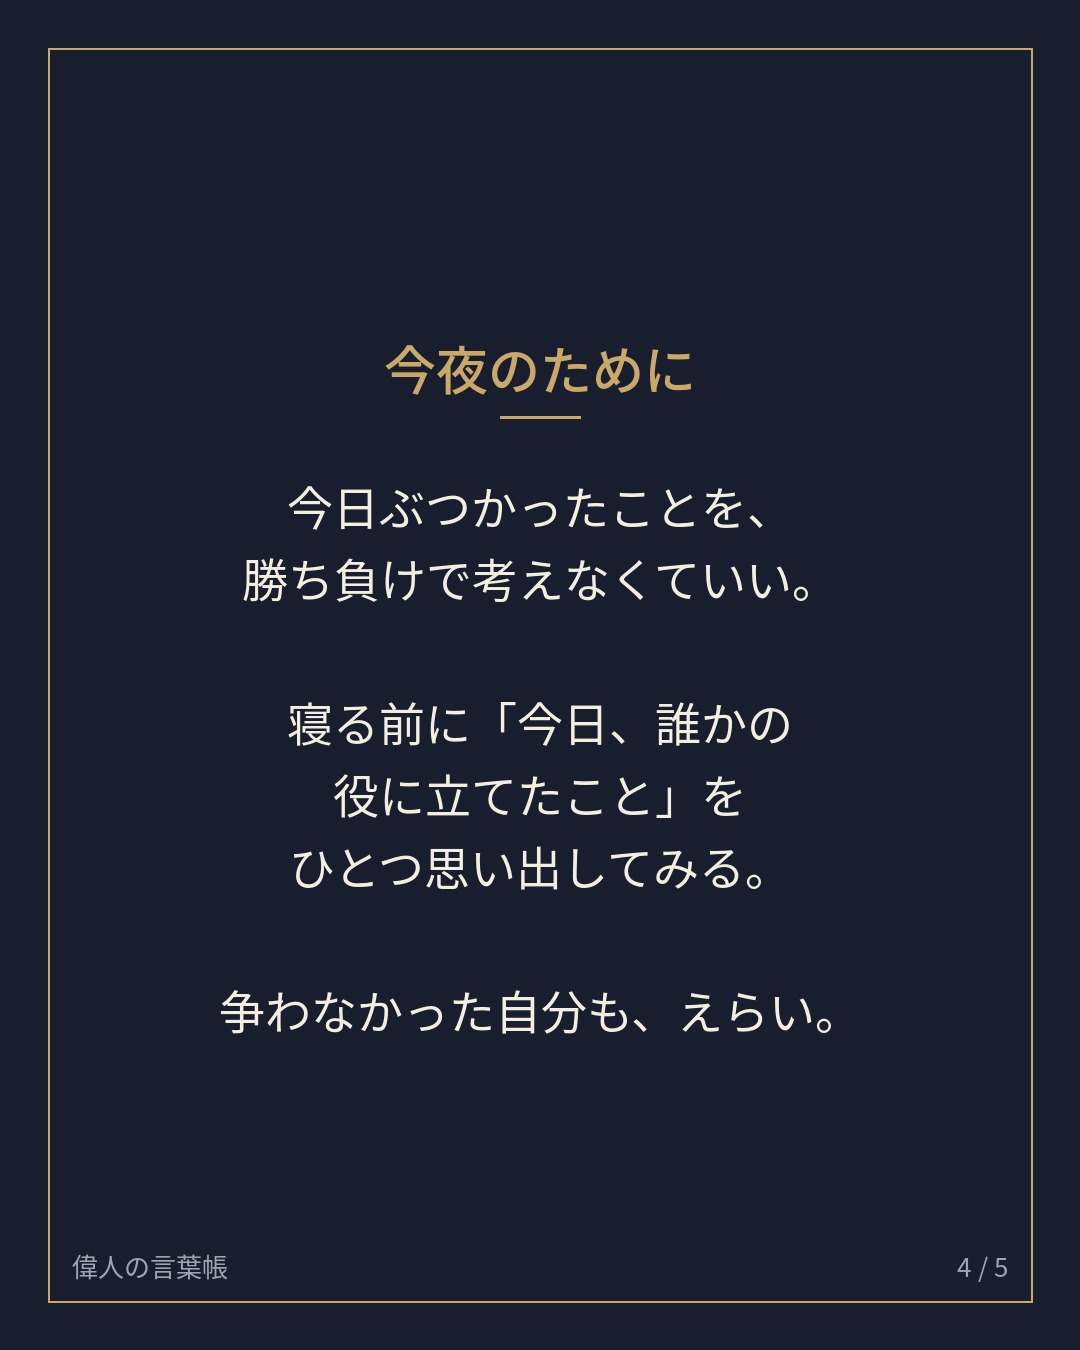 今夜のために
今日ぶつかったことを、
勝ち負けで考えなくていい。
寝る前に「今日、誰かの
役に立てたこと」を
ひとつ思い出してみる。
争わなかった自分も、えらい。
偉人の言葉帳
4 / 5